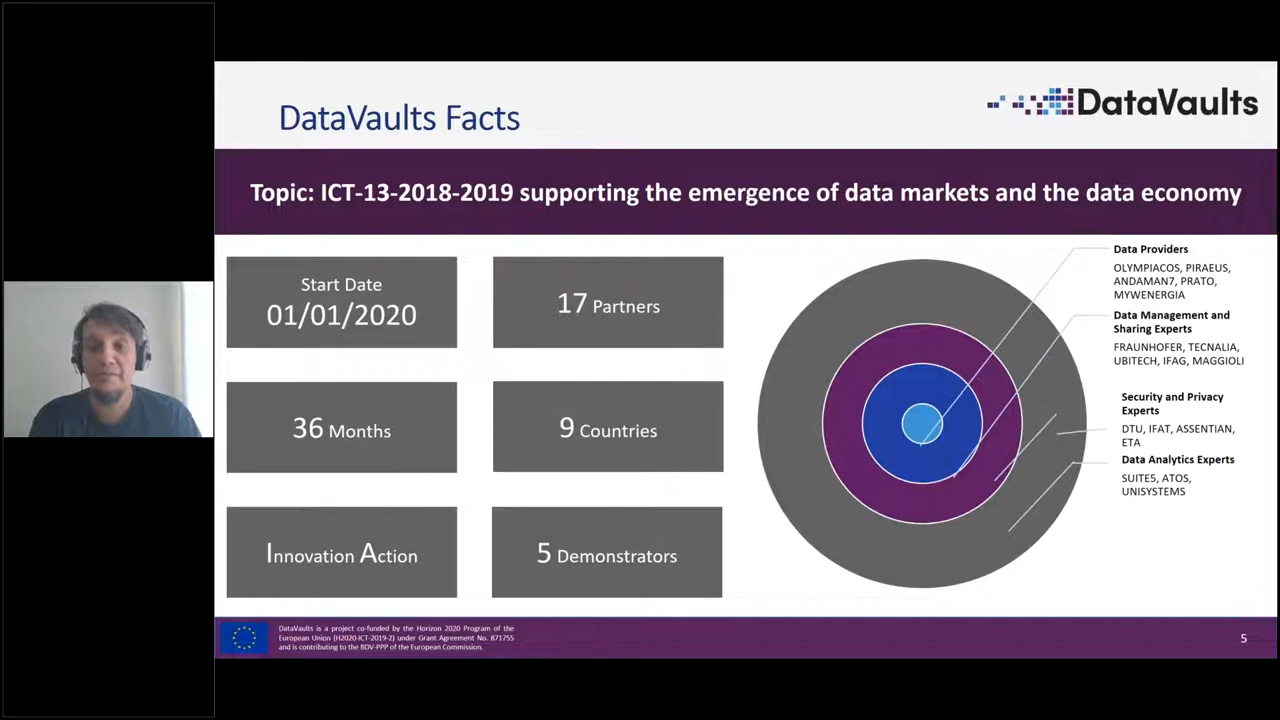 DataVaults Facts
DataVaults
Topic: ICT-13-2018-2019 supporting the emergence of data markets and the data economy
Start Date
01/01/2020
17 Partners
36 Months
9 Countries
Innovation Action
5 Demonstrators
Data Providers
OLYMPIACOS, PIRAEUS,
ANDAMAN7, PRATO,
MYWENERGIA
Data Management and
Sharing Experts
FRAUNHOFER, TECNALIA,
UBITECH, IFAG, MAGGIOLI
Security and Privacy
Experts
DTU, IFAT, ASSENTIAN,
ETA
Data Analytics Experts
SUITE5, ATOS,
UNISYSTEMS
DataVaults is a project co-funded by the Horizon 2020 Program of the
European Union (H2020-ICT-2019-2) under Grant Agreement No. 871755
and is contributing to the BDV-PPP of the European Commission.
5